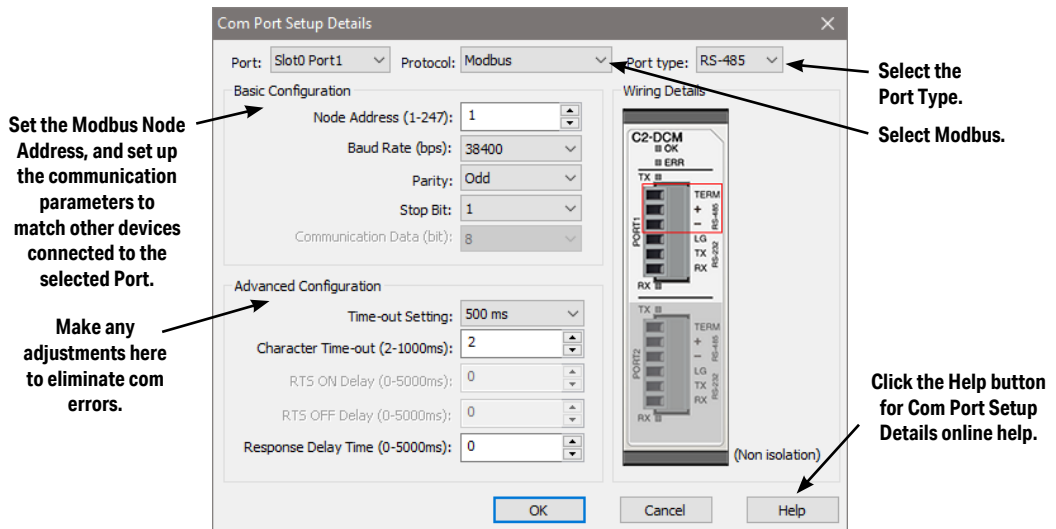 Com Port Setup Details
Port: Slot0 Port1 Protocol: Modbus Port type: RS-485
Select the
Port Type.
Select Modbus.
Basic Configuration
Node Address (1-247): 1
Baud Rate (bps): 38400
Parity: Odd
Stop Bit: 1
Communication Data (bit): 8
Set the Modbus Node
Address, and set up
the communication
parameters to
match other devices
connected to the
selected Port.
Advanced Configuration
Time-out Setting: 500 ms
Character Time-out (2-1000ms): 2
RTS ON Delay (0-5000ms): 0
RTS OFF Delay (0-5000ms): 0
Response Delay Time (0-5000ms): 0
Make any
adjustments here
to eliminate com
errors.
Wiring Details
C2-DCM
OK
ERR
TX
TERM
+
-
LG
TX
RX
RS-485
RS-232
PORT1
RX
TX
TERM
+
-
LG
TX
RX
RS-485
RS-232
PORT2
RX
(Non isolation)
Click the Help button
for Com Port Setup
Details online help.
OK Cancel Help